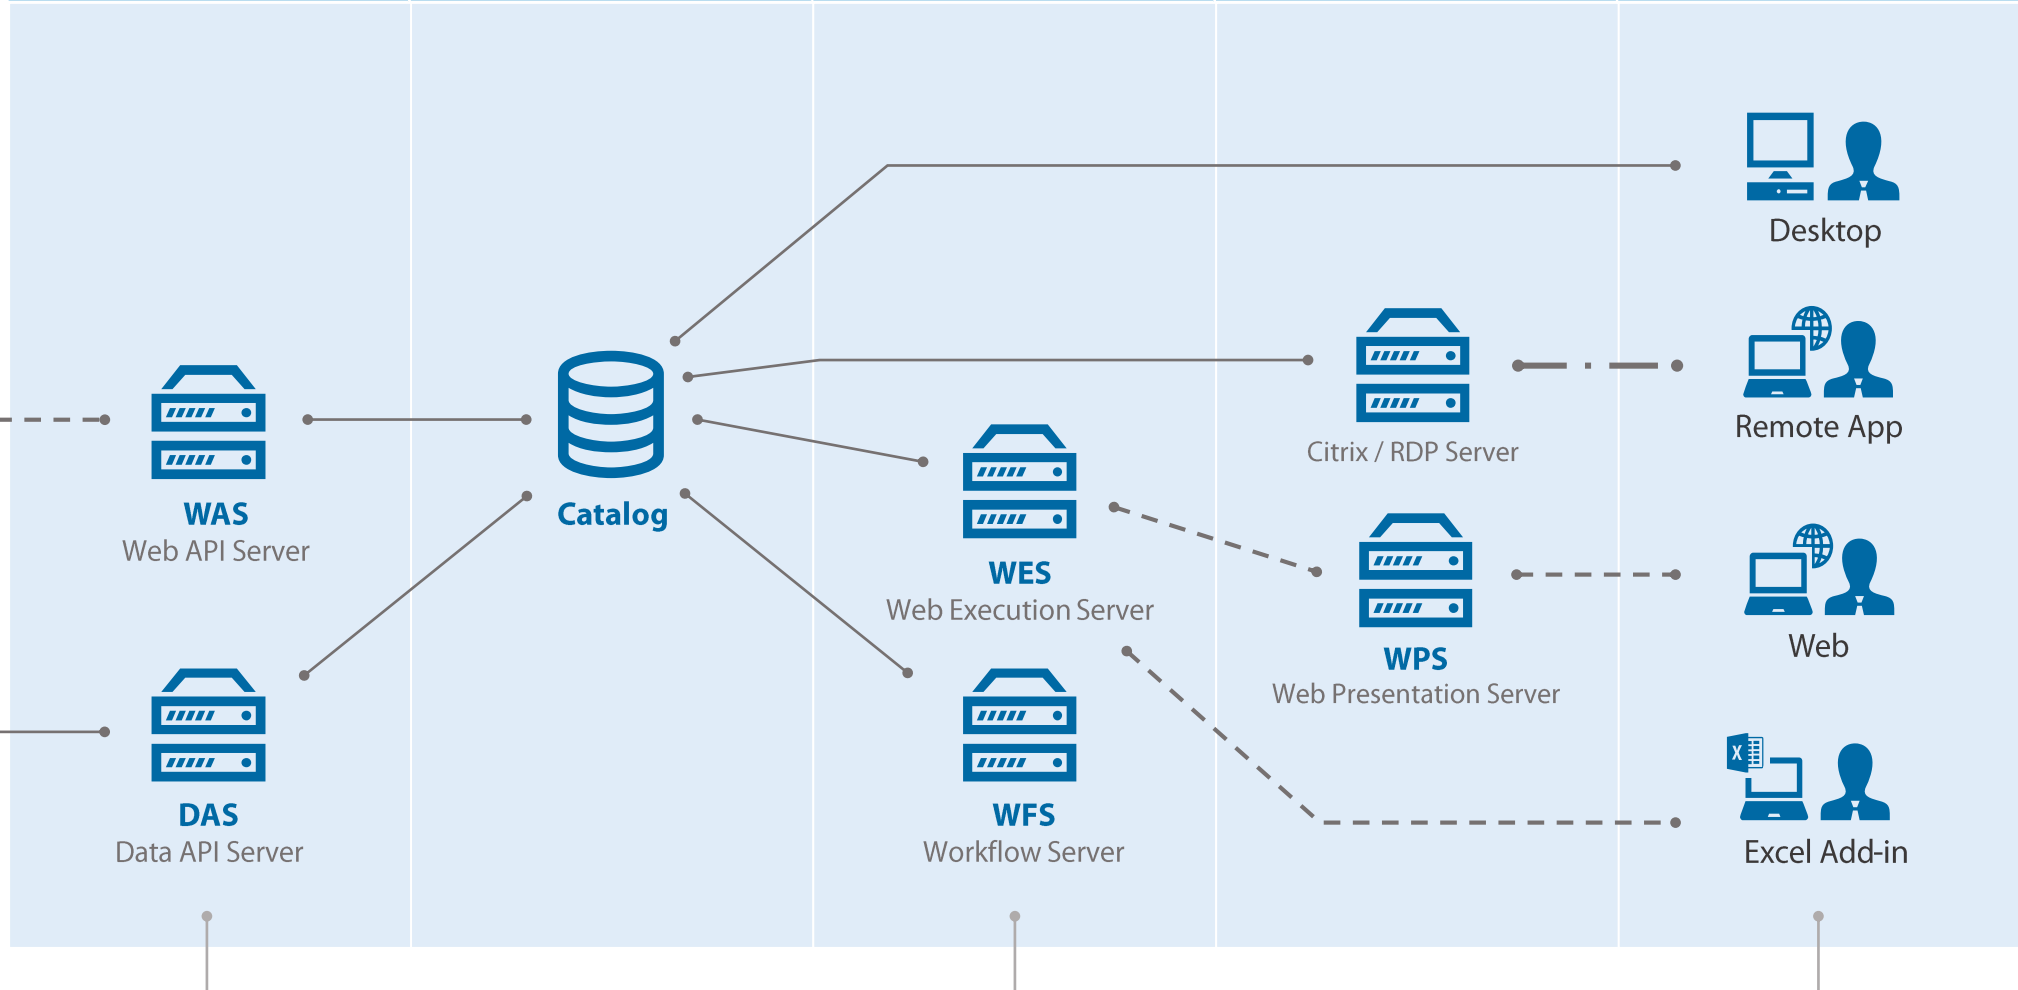 Desktop
Citrix / RDP Server
Remote App
WAS
Web API Server
Catalog
WES
Web Execution Server
WPS
Web Presentation Server
Web
X
DAS
Data API Server
WFS
Workflow Server
Excel Add-in